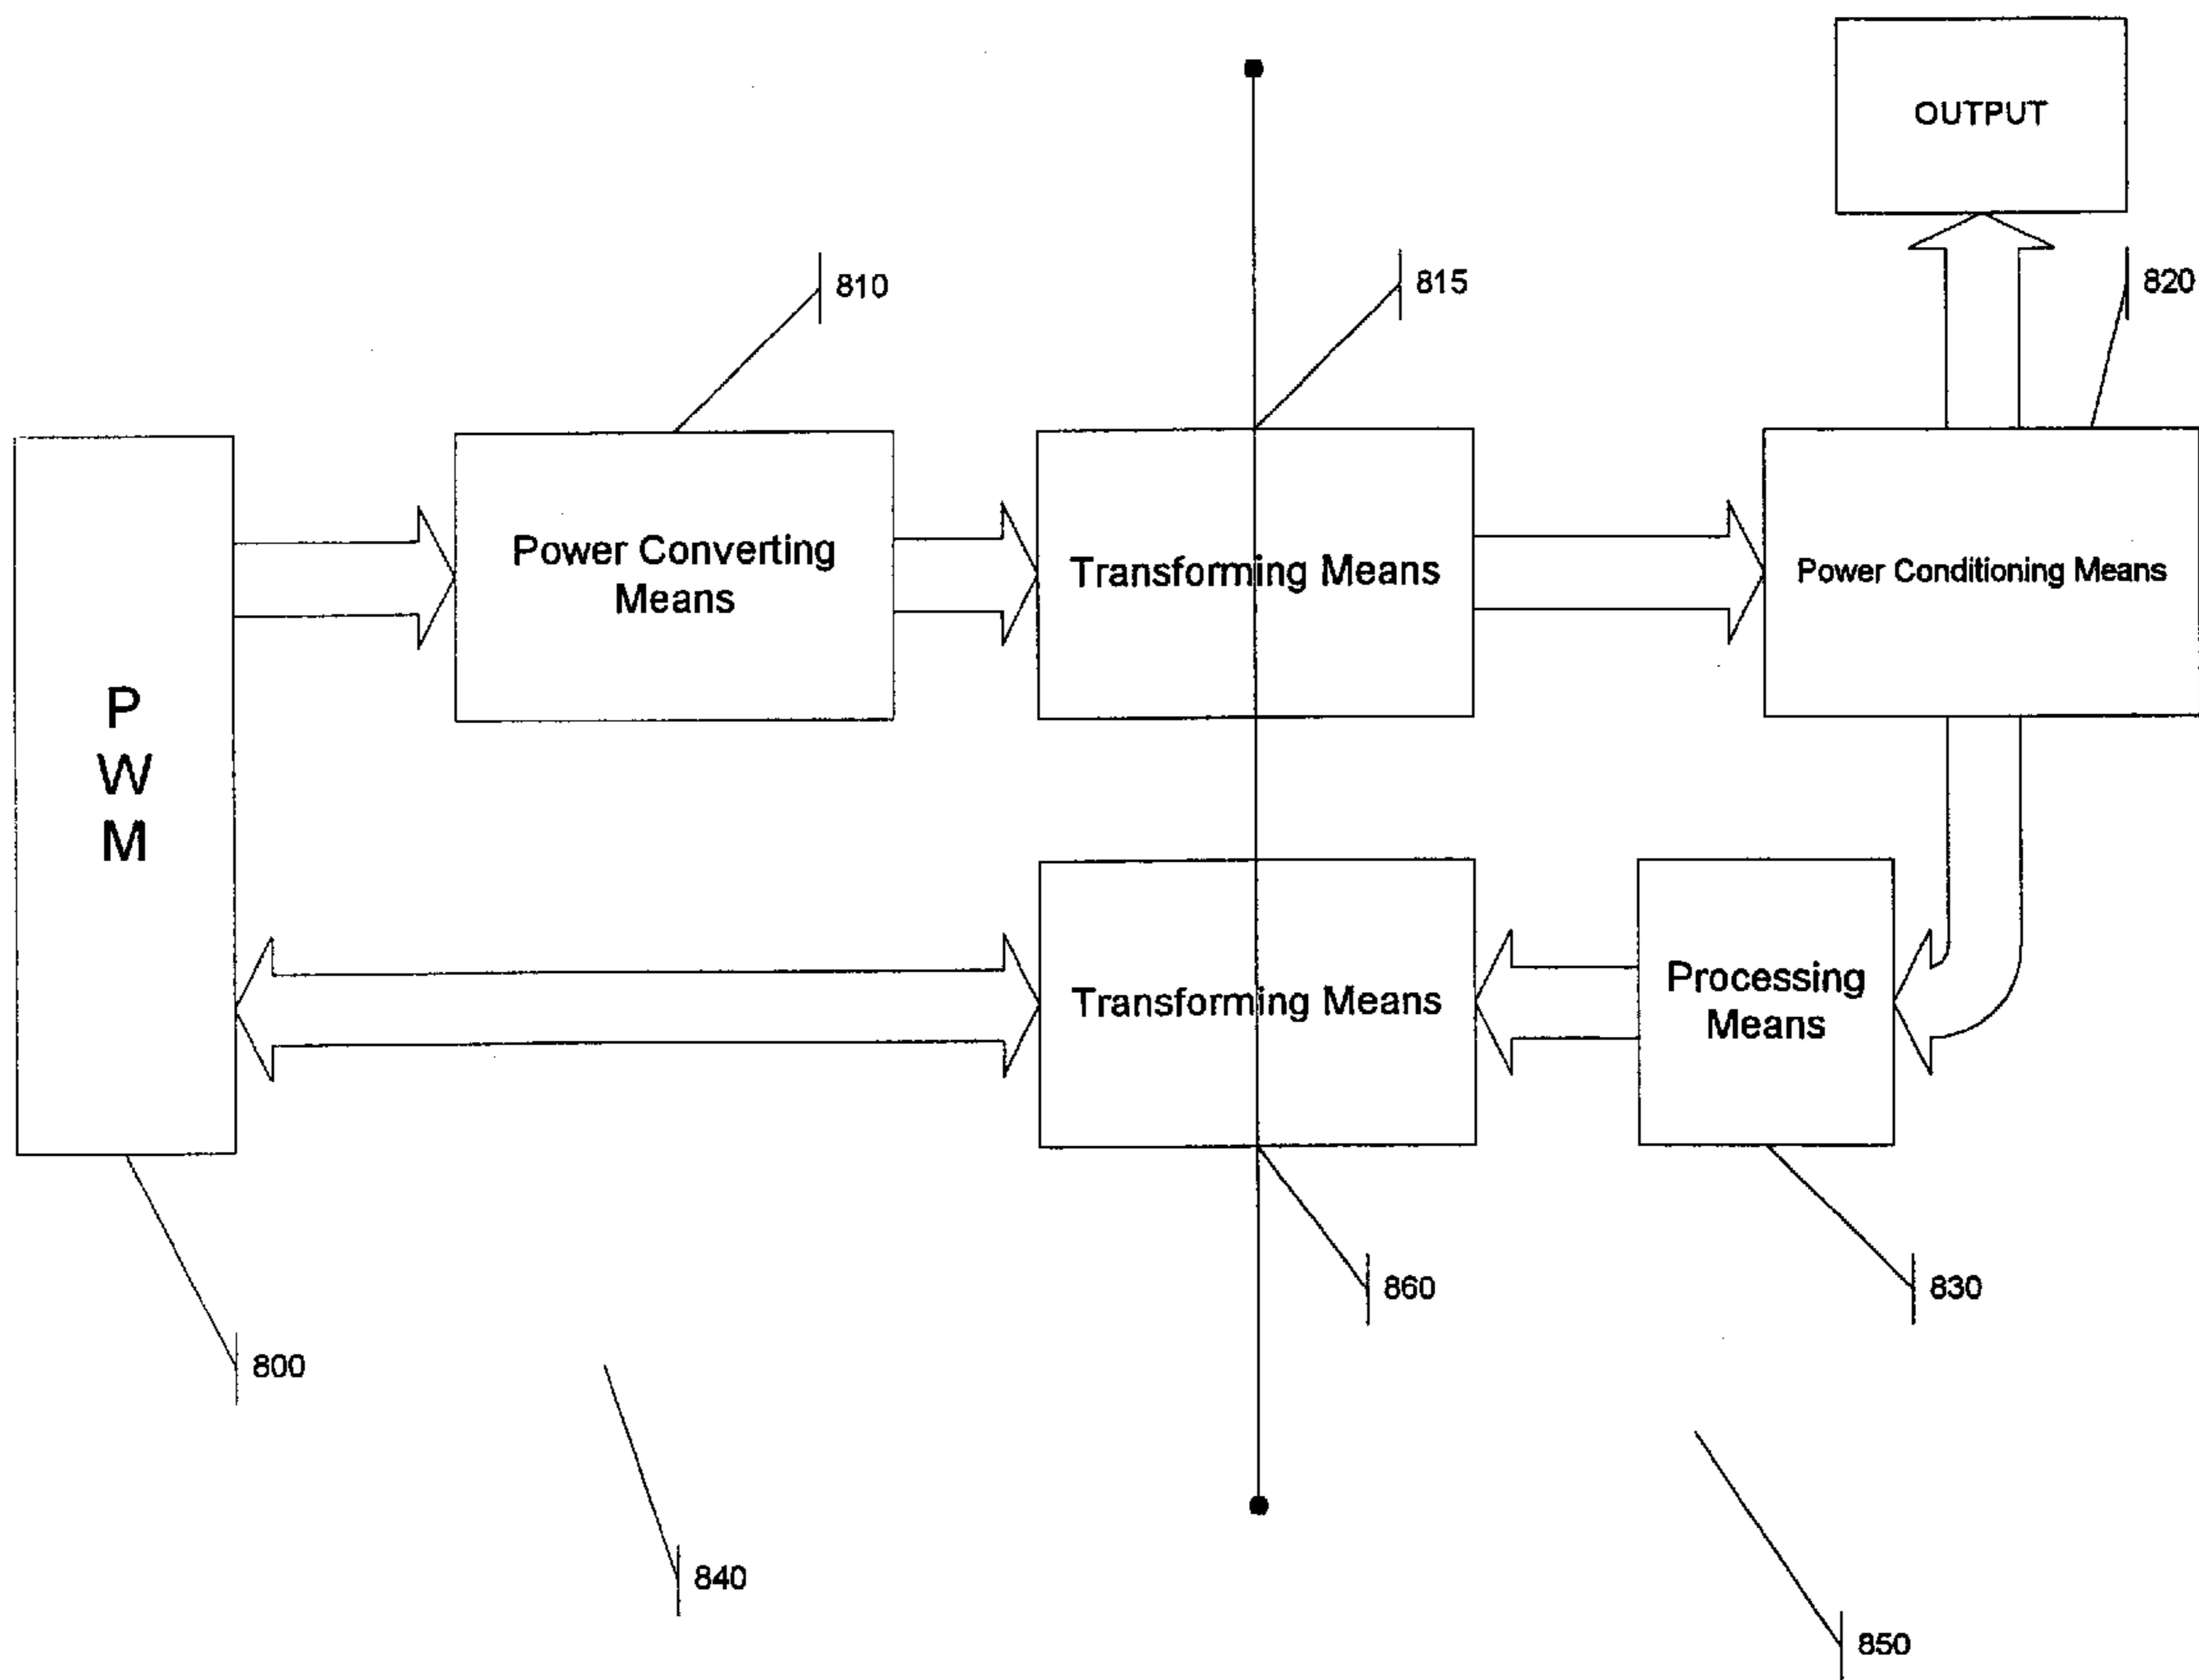 OUTPUT
810
815
820
Power Converting
Means
Transforming Means
Power Conditioning Means
P
W
M
Transforming Means
Processing
Means
860
830
800
840
850